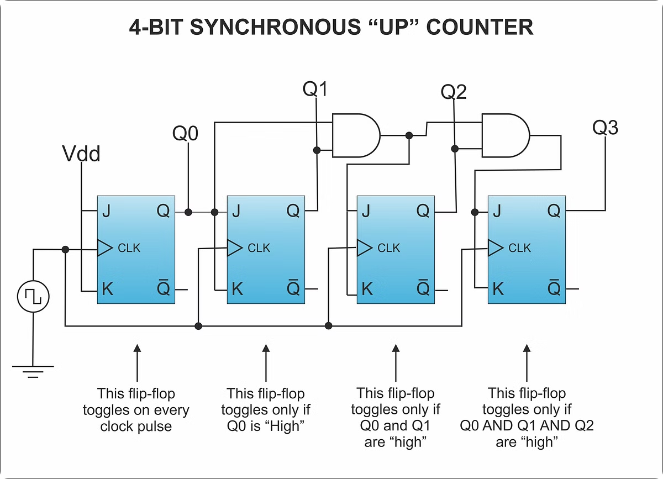 4-BIT SYNCHRONOUS “UP” COUNTER
Q1
Q2
Q3
Q0
Vdd
J Q
CLK
K Q̅
J Q
CLK
K Q̅
J Q
CLK
K Q̅
J Q
CLK
K Q̅
This flip-flop
toggles on every
clock pulse
This flip-flop
toggles only if
Q0 is “High”
This flip-flop
toggles only if
Q0 and Q1
are “high”
This flip-flop
toggles only if
Q0 AND Q1 AND Q2
are “high”